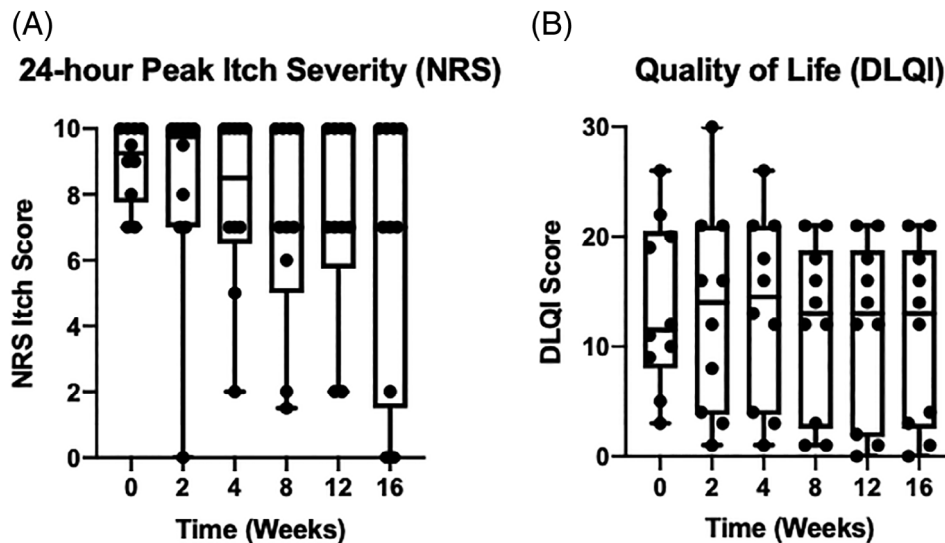 (A)
24-hour Peak Itch Severity (NRS)
NRS Itch Score
10
8
6
4
2
0
0 2 4 8 12 16
Time (Weeks)
(B)
Quality of Life (DLQI)
DLQI Score
30
20
10
0
0 2 4 8 12 16
Time (Weeks)